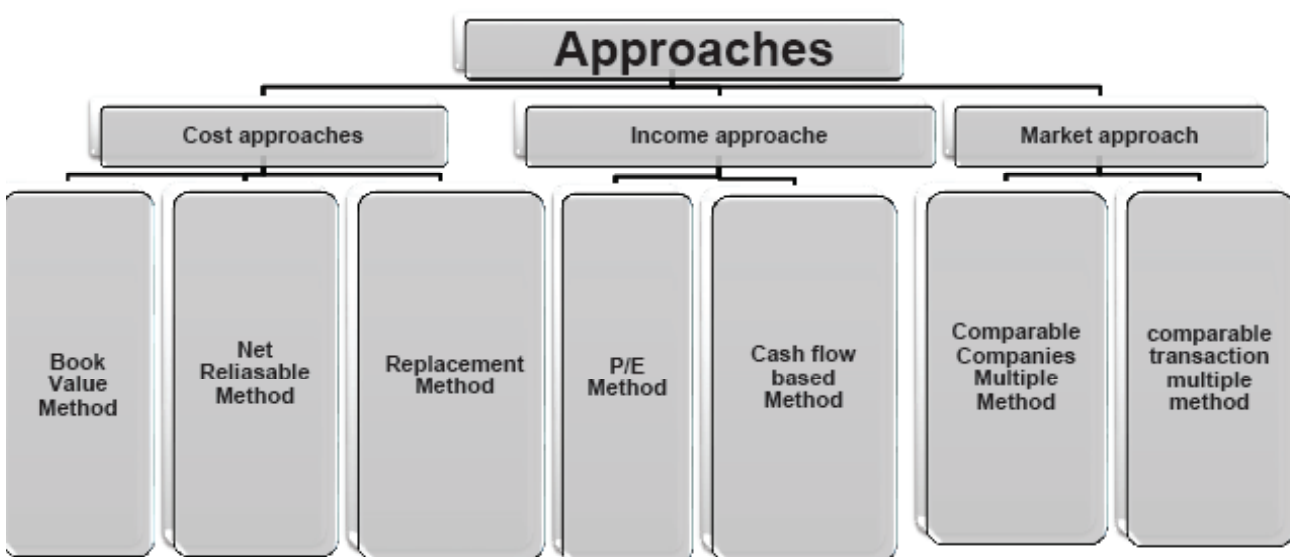 Approaches
Cost approaches
Income approache
Market approach
Book
Value
Method
Net
Reliasable
Method
Replacement
Method
P/E
Method
Cash flow
based
Method
Comparable
Companies
Multiple
Method
comparable
transaction
multiple
method